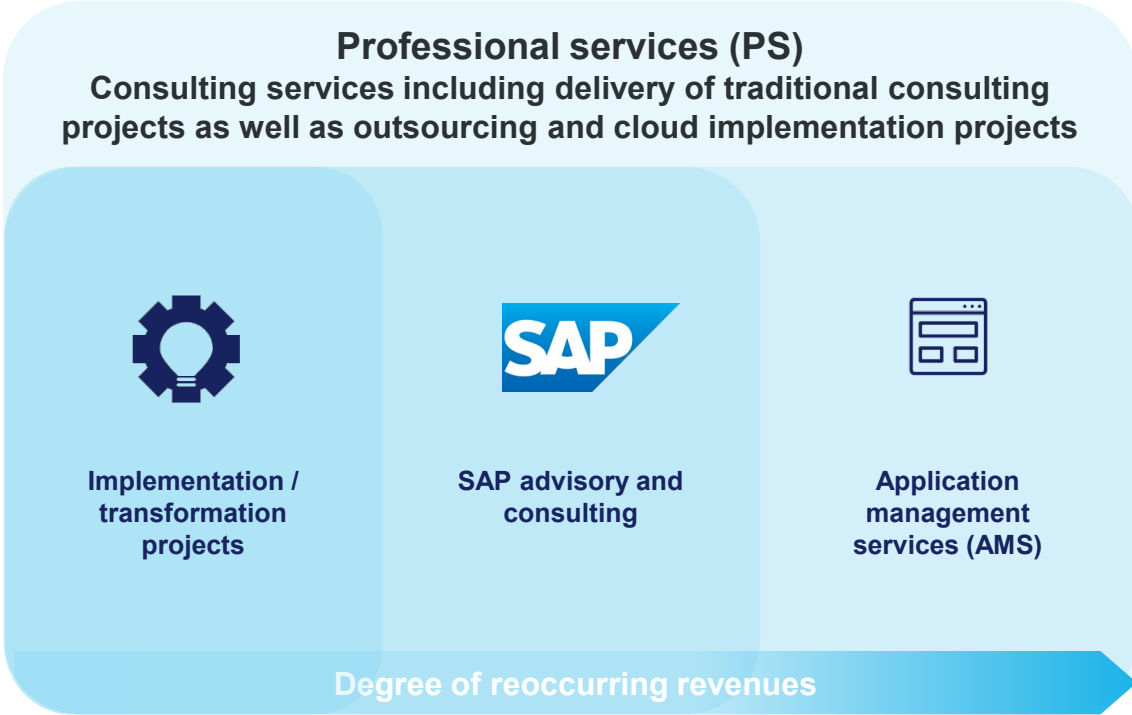 Professional services (PS)
Consulting services including delivery of traditional consulting
projects as well as outsourcing and cloud implementation projects
SAP
Implementation /
transformation
projects
SAP advisory and
consulting
Application
management
services (AMS)
Degree of reoccurring revenues